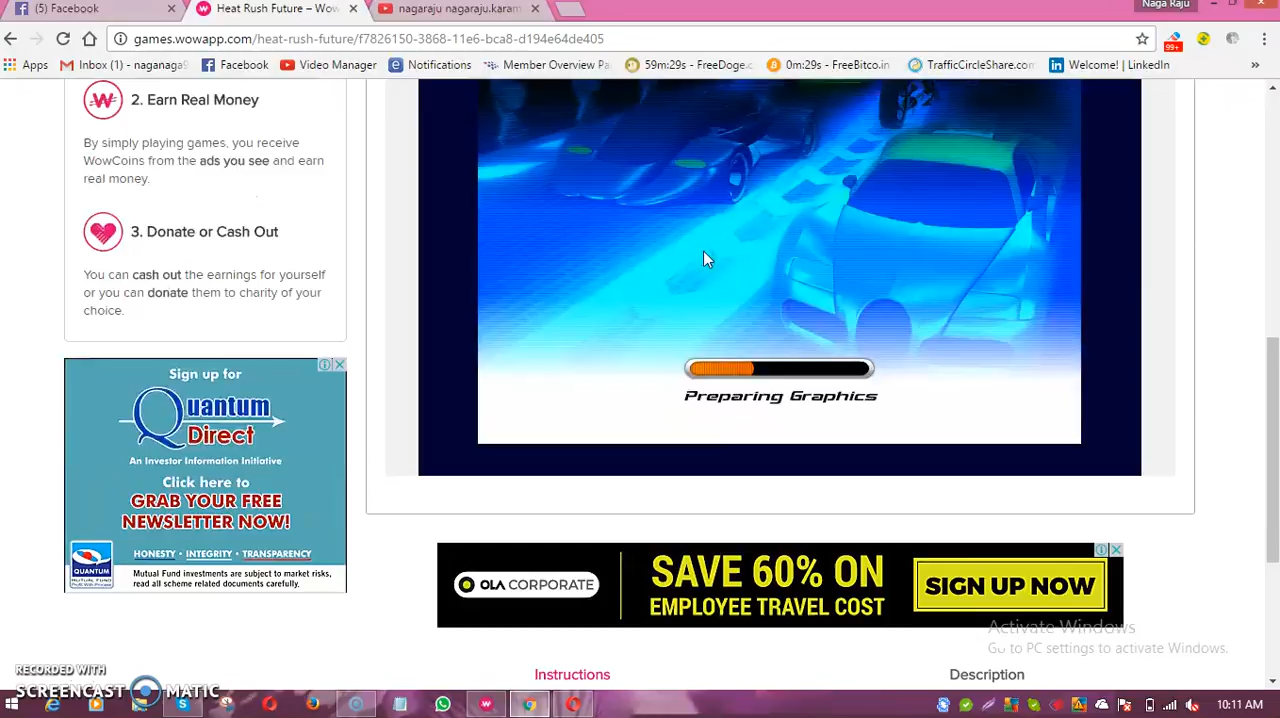 (5) Facebook
Heat Rush Future – Wow
nagaraju nagaraju.karam
Naga Raju
games.wowapp.com/heat-rush-future/f7826150-3868-11e6-bca8-d194e64de405
99+
Apps
Inbox (1) - naganaga9
Facebook
Video Manager
Notifications
Member Overview Pa
59m:29s - FreeDoge
0m:29s - FreeBitco.in
TrafficCircleshare.com
Welcome! | LinkedIn
2. Earn Real Money
By simply playing games, you receive
WowCoins from the ads you see and earn
real money.
3. Donate or Cash Out
You can cash out the earnings for yourself
or you can donate them to charity of your
choice.
Preparing Graphics
Sign up for
Quantum
Direct
An Investor Information Initiative
Click here to
GRAB YOUR FREE
NEWSLETTER NOW!
HONESTY • INTEGRITY • TRANSPARENCY
QUANTUM
MUTUAL FUND
Mutual Fund investments are subject to market risks,
read all scheme related documents carefully.
OLA CORPORATE
SAVE 60% ON
EMPLOYEE TRAVEL COST
SIGN UP NOW
Activate Windows
Go to PC settings to activate Windows.
Instructions
Description
RECORDED WITH
SCREENCAST MATIC
10:11 AM